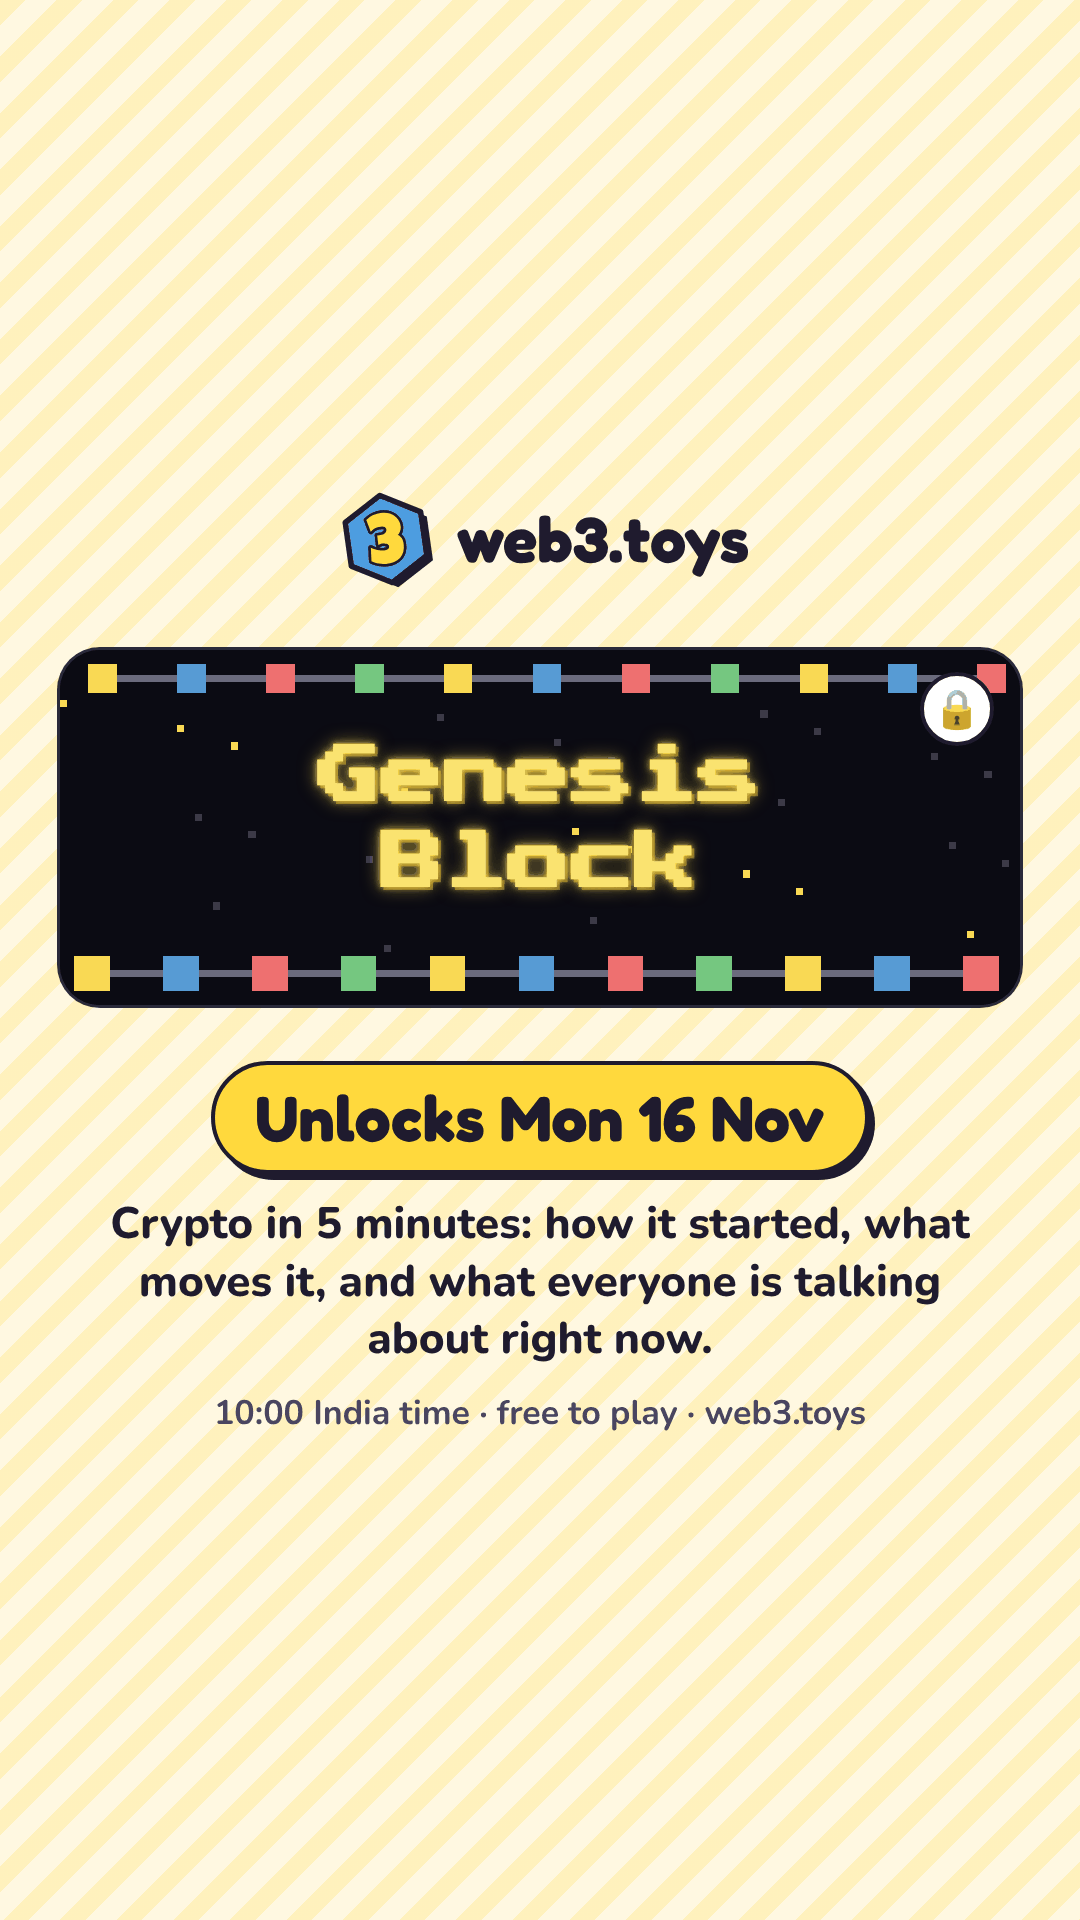 3 web3.toys
Genesis
Block
Unlocks Mon 16 Nov
Crypto in 5 minutes: how it started, what
moves it, and what everyone is talking
about right now.
10:00 India time · free to play · web3.toys